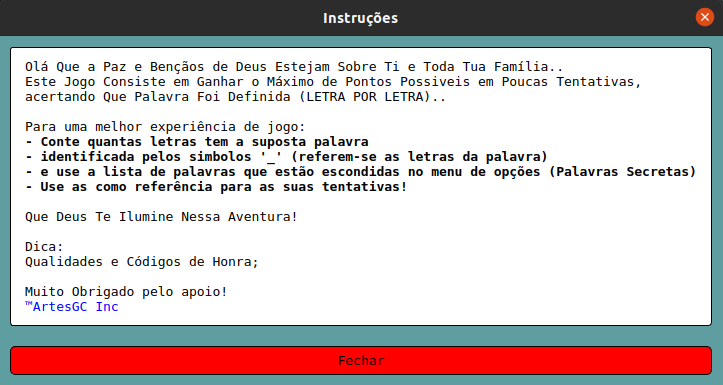 Instruções
Olá Que a Paz e Bençãos de Deus Estejam Sobre Ti e Toda Tua Família..
Este Jogo Consiste em Ganhar o Máximo de Pontos Possiveis em Poucas Tentativas,
acertando Que Palavra Foi Definida (LETRA POR LETRA)..
Para uma melhor experiência de jogo:
- Conte quantas letras tem a suposta palavra
- identificada pelos simbolos '_' (referem-se as letras da palavra)
- e use a lista de palavras que estão escondidas no menu de opções (Palavras Secretas)
- Use as como referência para as suas tentativas!
Que Deus Te Ilumine Nessa Aventura!
Dica:
Qualidades e Códigos de Honra;
Muito Obrigado pelo apoio!
™ArtesGC Inc
Fechar